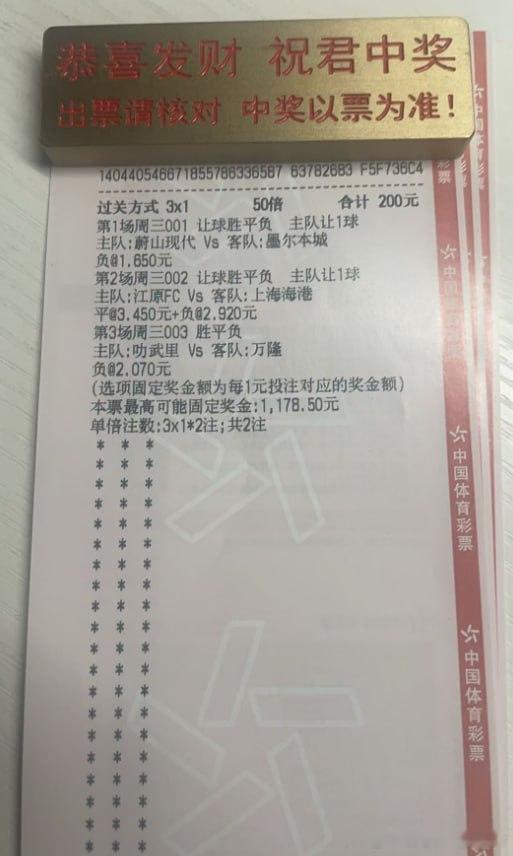 恭喜发财 祝君中奖
出票请核对 中奖以票为准!
140440546671855786336587 63782683 F5F736C4
过关方式 3x1 50倍 合计 200元
第1场周三001 让球胜平负 主队让1球
主队:蔚山现代 Vs 客队:墨尔本城
负@1.650元
第2场周三002 让球胜平负 主队让1球
主队:江原FC Vs 客队:上海海港
平@3.450元+负@2.920元
第3场周三003 胜平负
主队:叻武里 Vs 客队:万隆
负@2.070元
(选项固定奖金额为每1元投注对应的奖金额)
本票最高可能固定奖金:1,178.50元
单倍注数:3x1*2注;共2注
中国体育彩票
中国体育彩票
中国体育彩票